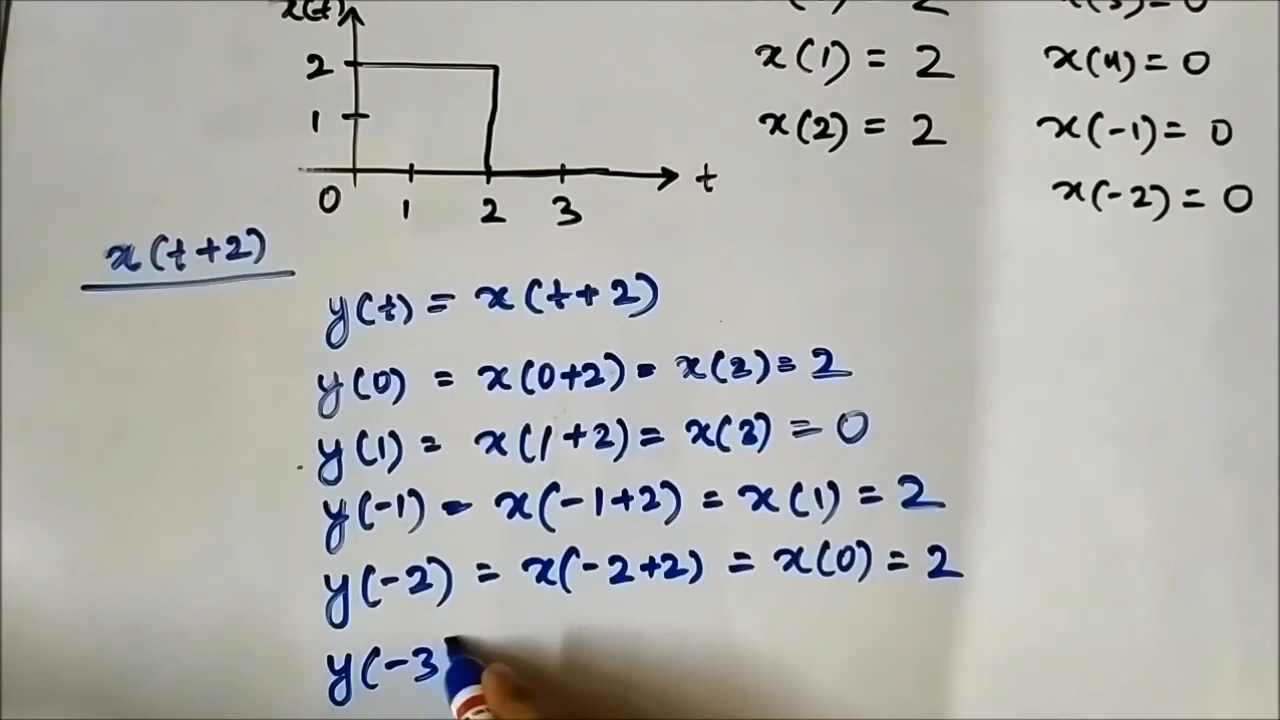 x(t)
2
1
0 1 2 3 t
x(1) = 2
x(2) = 2
x(4) = 0
x(-1) = 0
x(-2) = 0
x(t+2)
y(t) = x(t+2)
y(0) = x(0+2) = x(2) = 2
y(1) = x(1+2) = x(3) = 0
y(-1) = x(-1+2) = x(1) = 2
y(-2) = x(-2+2) = x(0) = 2
y(-3